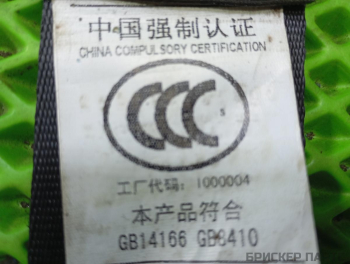 中国强制认证
CHINA COMPULSORY CERTIFICATION
CCC S
工厂代码: I000004
本产品符合
GB14166 GB8410
БРИСКЕР ПА